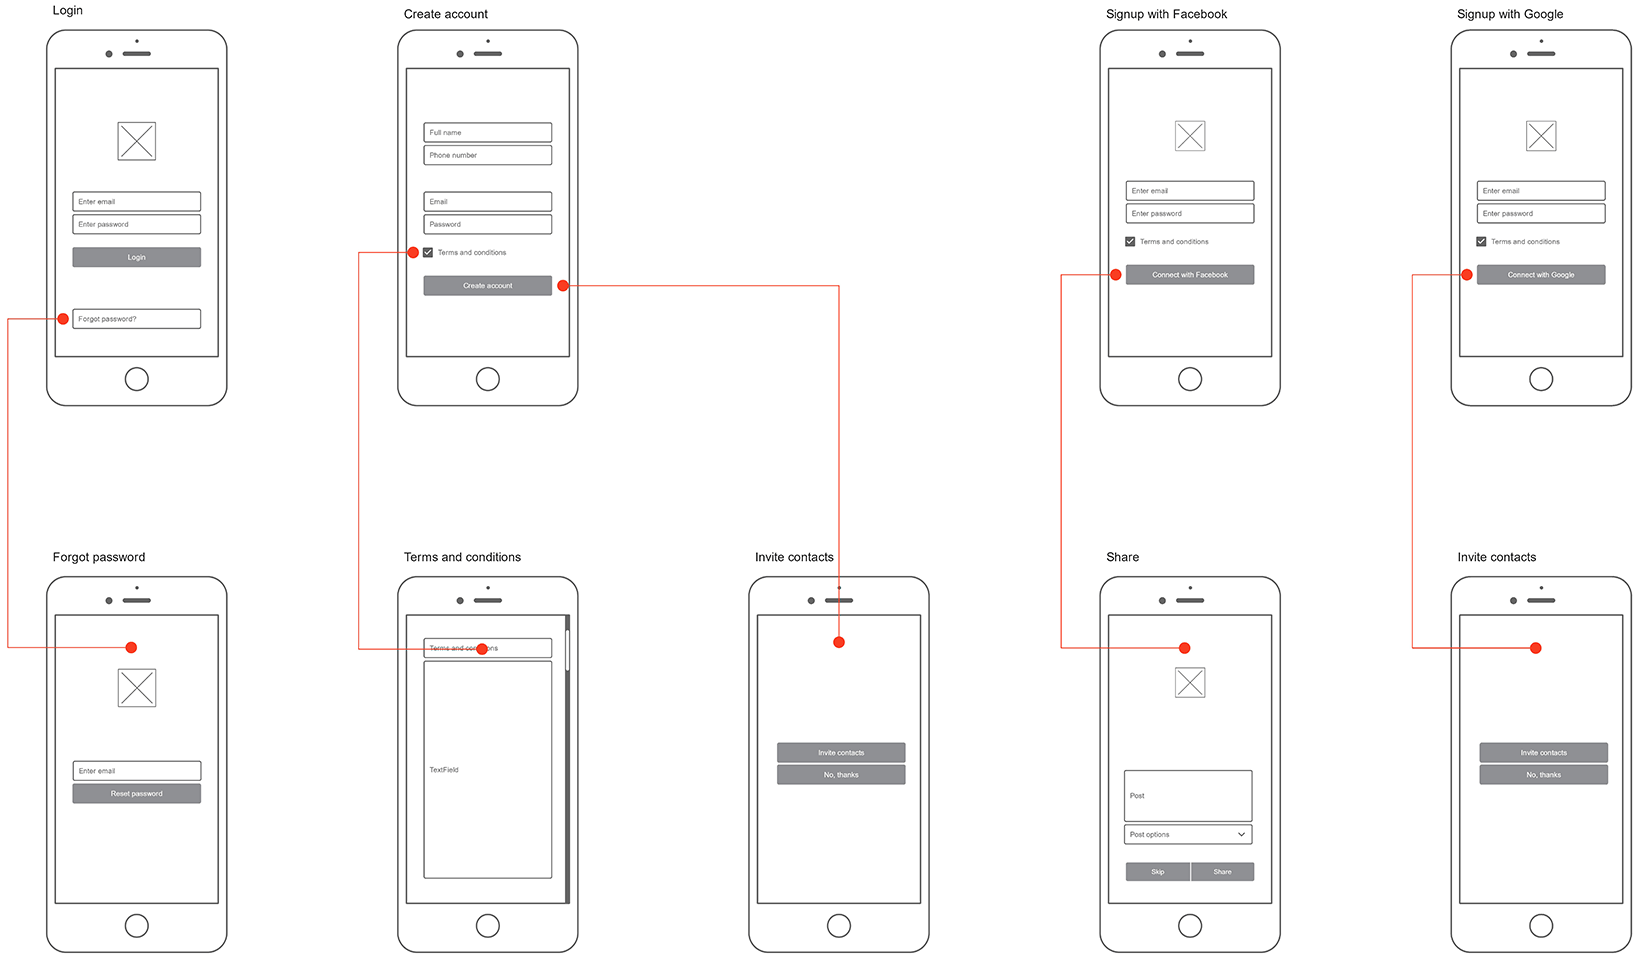 Login
Enter email
Enter password
Login
Forgot password?
Create account
Full name
Phone number
Email
Password
Terms and conditions
Create account
Signup with Facebook
Enter email
Enter password
Terms and conditions
Connect with Facebook
Signup with Google
Enter email
Enter password
Terms and conditions
Connect with Google
Forgot password
Enter email
Reset password
Terms and conditions
Terms and conditions
TextField
Invite contacts
Invite contacts
No, thanks
Share
Post
Post options
Skip
Share
Invite contacts
Invite contacts
No, thanks